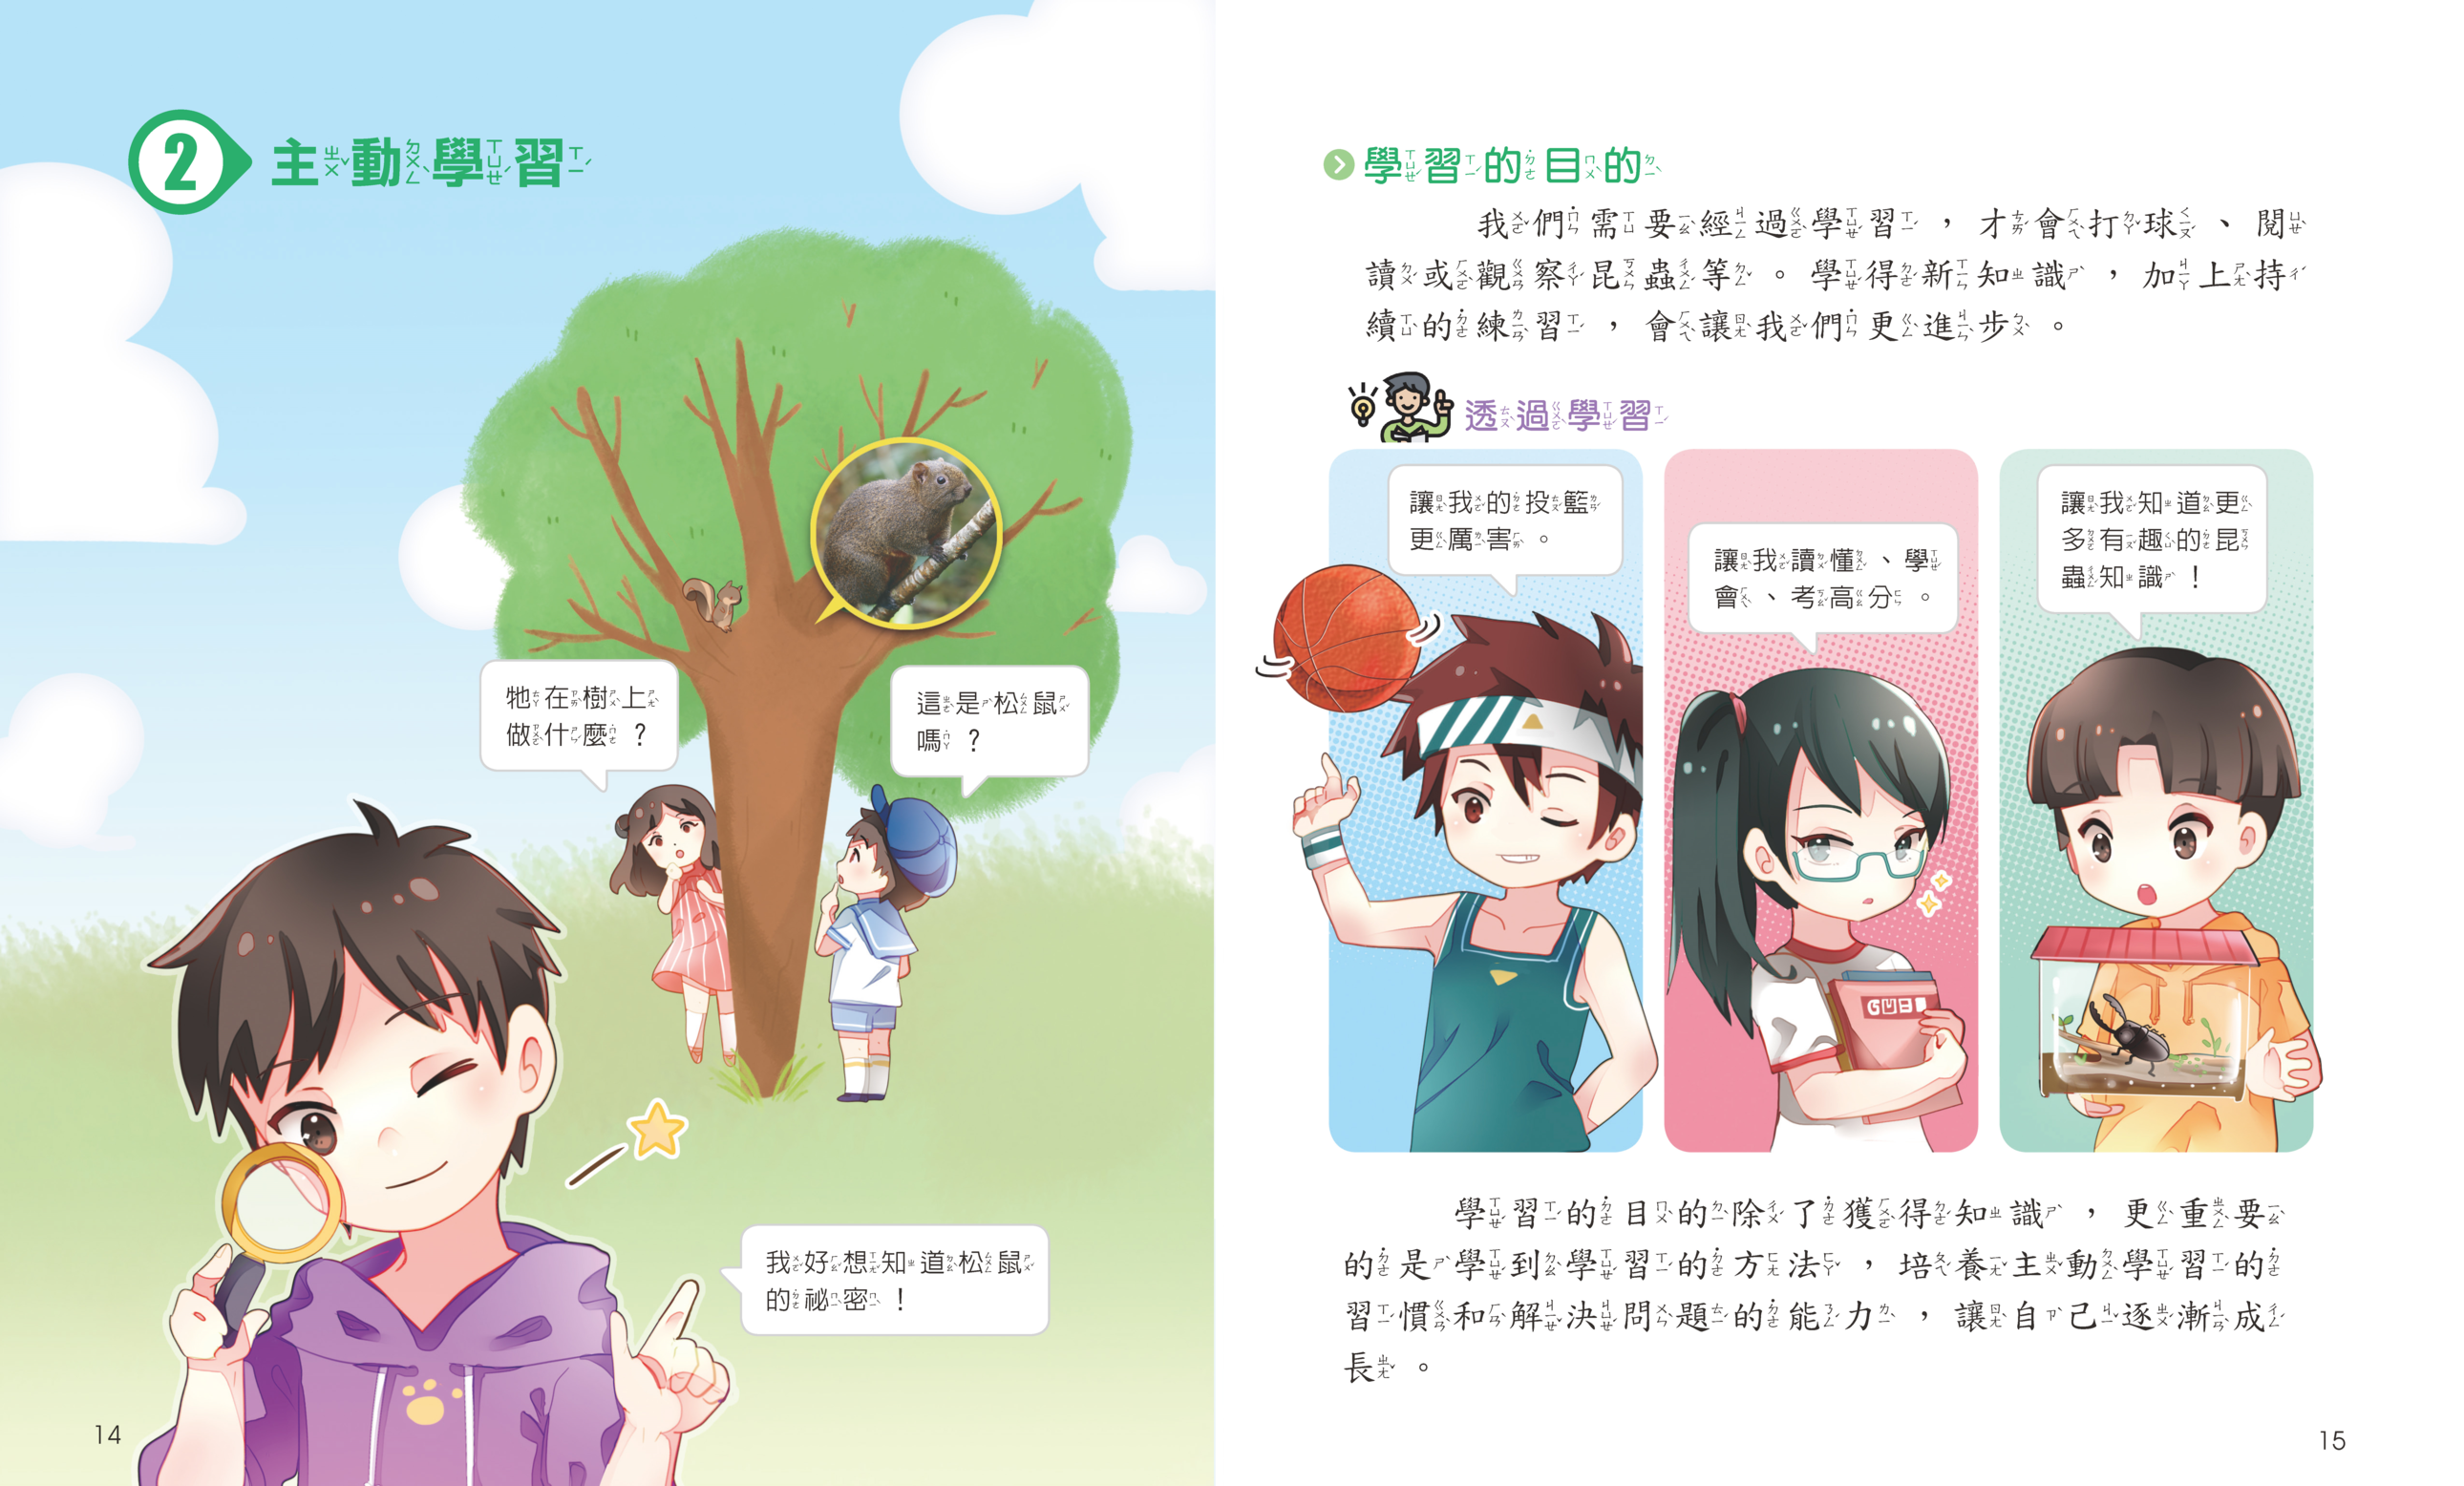 2
主動學習
牠在樹上
做什麼？
這是松鼠
嗎？
我好想知道松鼠
的祕密！
14
學習的目的
我們需要經過學習，才會打球、閱
讀或觀察昆蟲等。學得新知識，加上持
續的練習，會讓我們更進步。
透過學習
讓我的投籃
更厲害。
讓我讀懂、學
會、考高分。
讓我知道更
多有趣的昆
蟲知識！
學習的目的除了獲得知識，更重要
的是學到學習的方法，培養主動學習的
習慣和解決問題的能力，讓自己逐漸成
長。
15